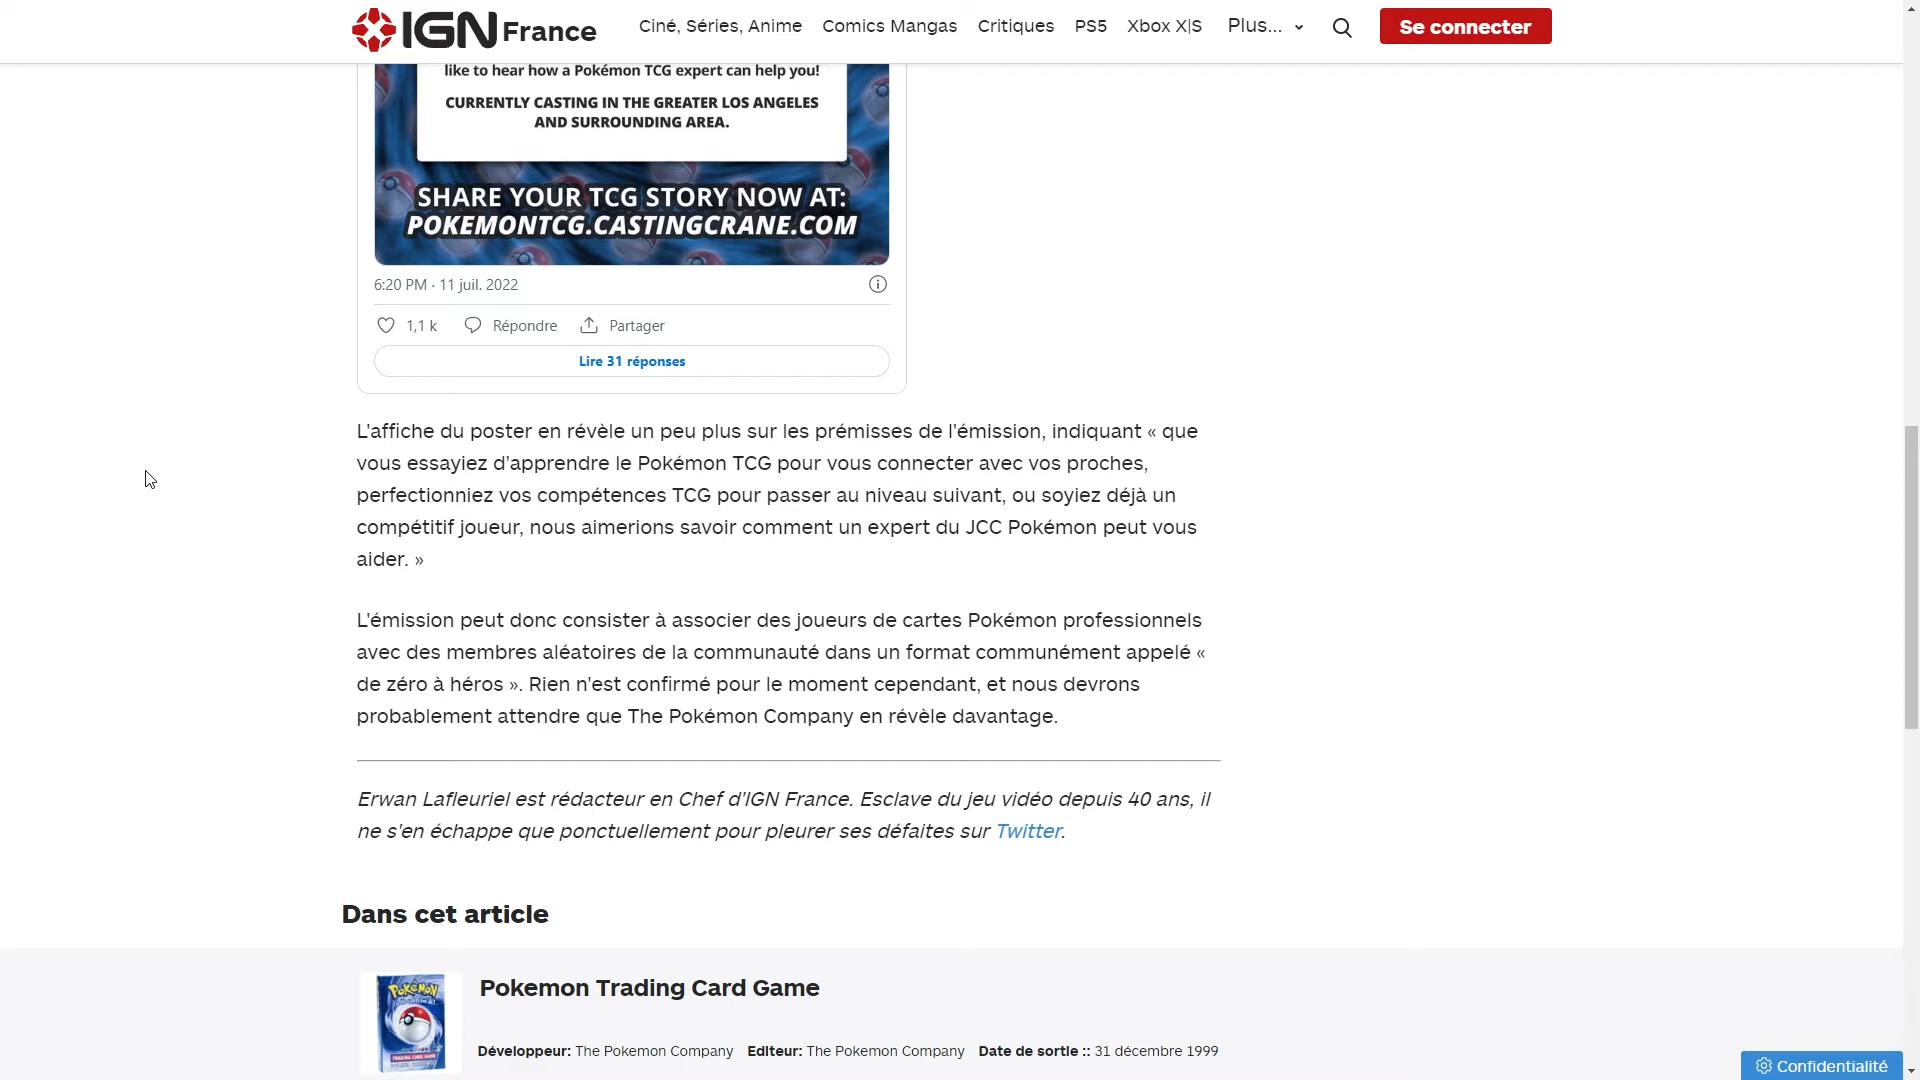 IGN France
Ciné, Séries, Anime Comics Mangas Critiques PS5 Xbox X|S Plus... Se connecter
like to hear how a Pokémon TCG expert can help you!
CURRENTLY CASTING IN THE GREATER LOS ANGELES
AND SURROUNDING AREA.
SHARE YOUR TCG STORY NOW AT:
POKEMONTCG.CASTINGCRANE.COM
6:20 PM · 11 juil. 2022
1,1 k Répondre Partager
Lire 31 réponses
L'affiche du poster en révèle un peu plus sur les prémisses de l'émission, indiquant « que
vous essayiez d'apprendre le Pokémon TCG pour vous connecter avec vos proches,
perfectionniez vos compétences TCG pour passer au niveau suivant, ou soyiez déjà un
compétitif joueur, nous aimerions savoir comment un expert du JCC Pokémon peut vous
aider. »
L'émission peut donc consister à associer des joueurs de cartes Pokémon professionnels
avec des membres aléatoires de la communauté dans un format communément appelé «
de zéro à héros ». Rien n'est confirmé pour le moment cependant, et nous devrons
probablement attendre que The Pokémon Company en révèle davantage.
Erwan Lafleuriel est rédacteur en Chef d'IGN France. Esclave du jeu vidéo depuis 40 ans, il
ne s'en échappe que ponctuellement pour pleurer ses défaites sur Twitter.
Dans cet article
POKéMON
TRADING CARD GAME
Pokemon Trading Card Game
Développeur: The Pokemon Company Editeur: The Pokemon Company Date de sortie :: 31 décembre 1999
Confidentialité